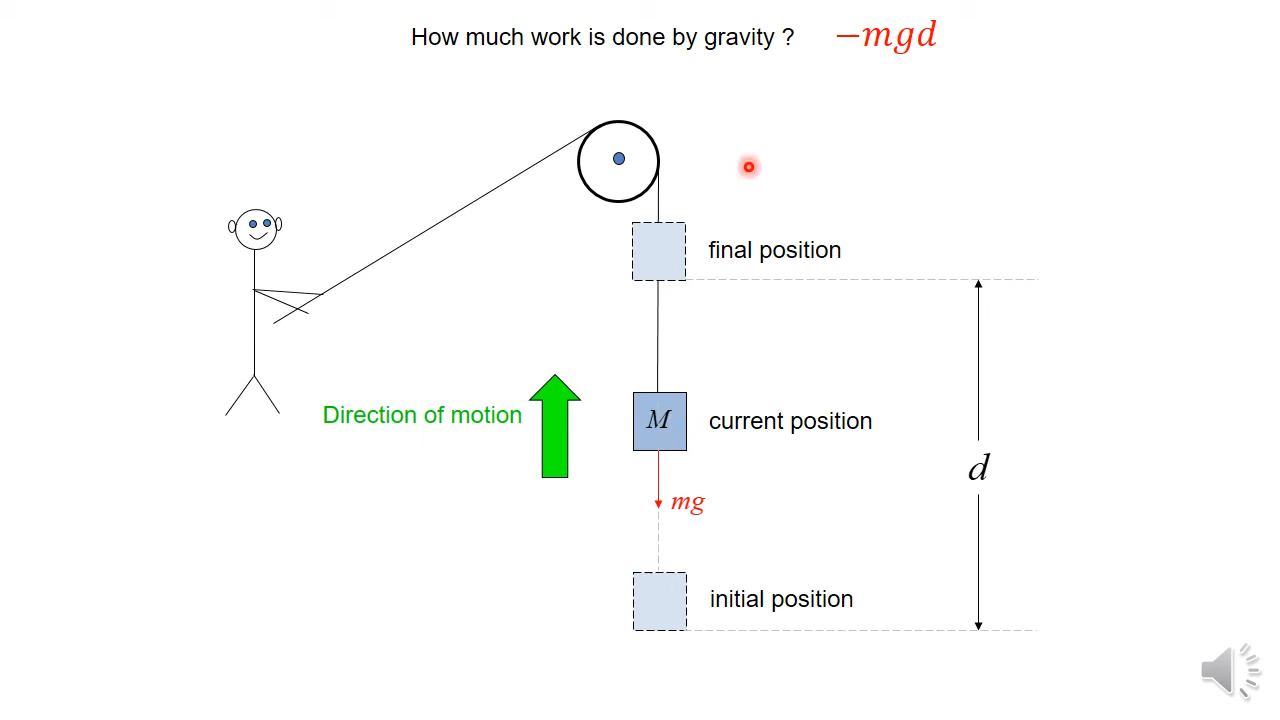 How much work is done by gravity ? −mgd
final position
Direction of motion
M
current position
d
mg
initial position